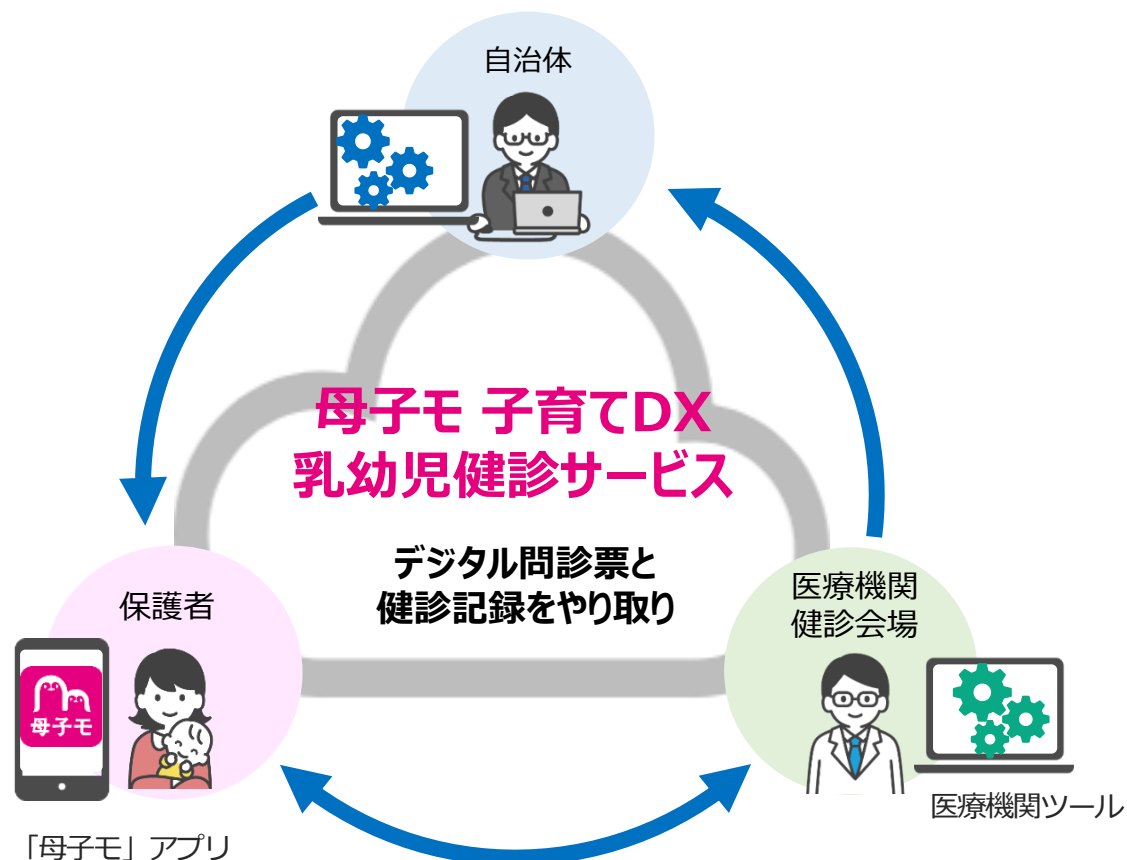 自治体
母子モ 子育てDX
乳幼児健診サービス
デジタル問診票と
健診記録をやり取り
保護者
母子モ
「母子モ」アプリ
医療機関
健診会場
医療機関ツール